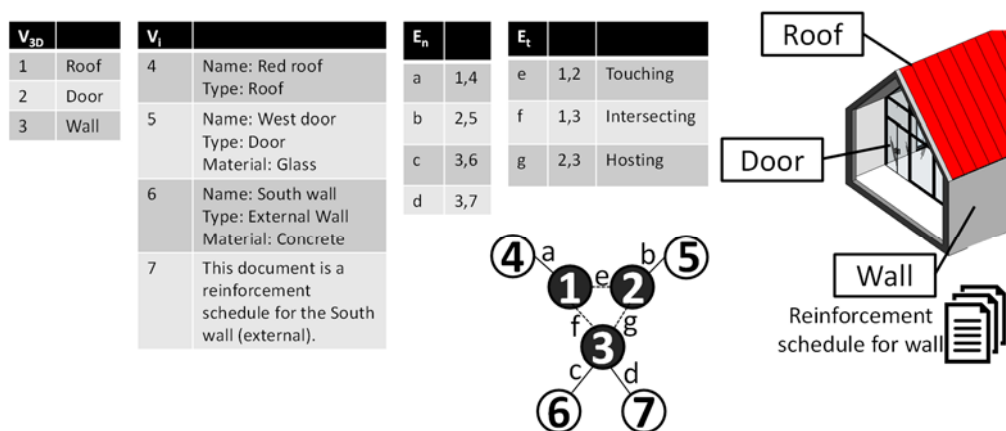 V3D
1 Roof
2 Door
3 Wall
Vi
4 Name: Red roof
Type: Roof
5 Name: West door
Type: Door
Material: Glass
6 Name: South wall
Type: External Wall
Material: Concrete
7 This document is a
reinforcement
schedule for the South
wall (external).
En
a 1,4
b 2,5
c 3,6
d 3,7
Et
e 1,2 Touching
f 1,3 Intersecting
g 2,3 Hosting
4 a b 5
1 e 2
f g
3
c d
6 7
Roof
Door
Wall
Reinforcement
schedule for wall